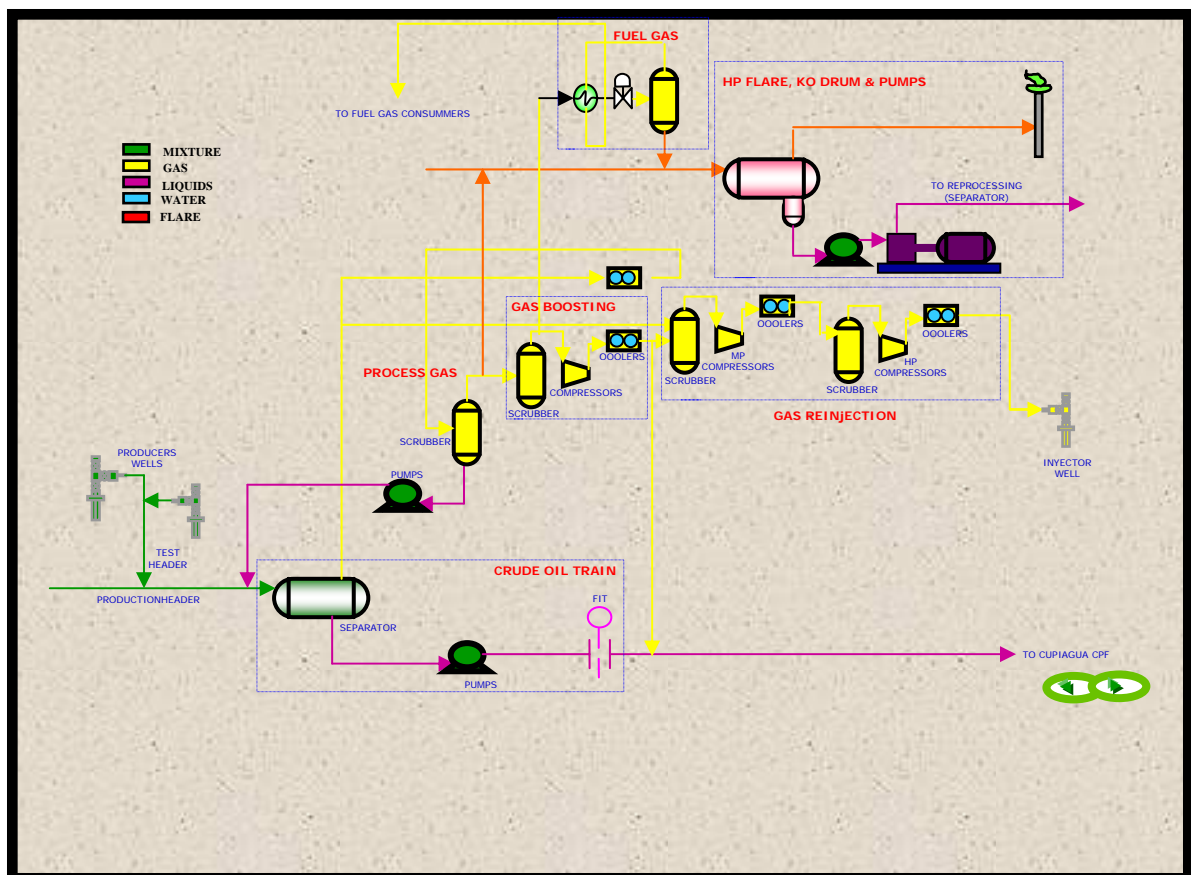 FUEL GAS
HP FLARE, KO DRUM & PUMPS
TO FUEL GAS CONSUMMERS
MIXTURE
GAS
LIQUIDS
WATER
FLARE
TO REPROCESSING
(SEPARATOR)
GAS BOOSTING
OOOLERS
OOOLERS
OOOLERS
MP
COMPRESSORS
HP
COMPRESSORS
PROCESS GAS
SCRUBBER
SCRUBBER
COMPRESSORS
SCRUBBER
GAS REINjECTION
SCRUBBER
PRODUCERS
WELLS
PUMPS
INYECTOR
WELL
TEST
HEADER
CRUDE OIL TRAIN
PRODUCTIONHEADER
FIT
SEPARATOR
TO CUPIAGUA CPF
PUMPS